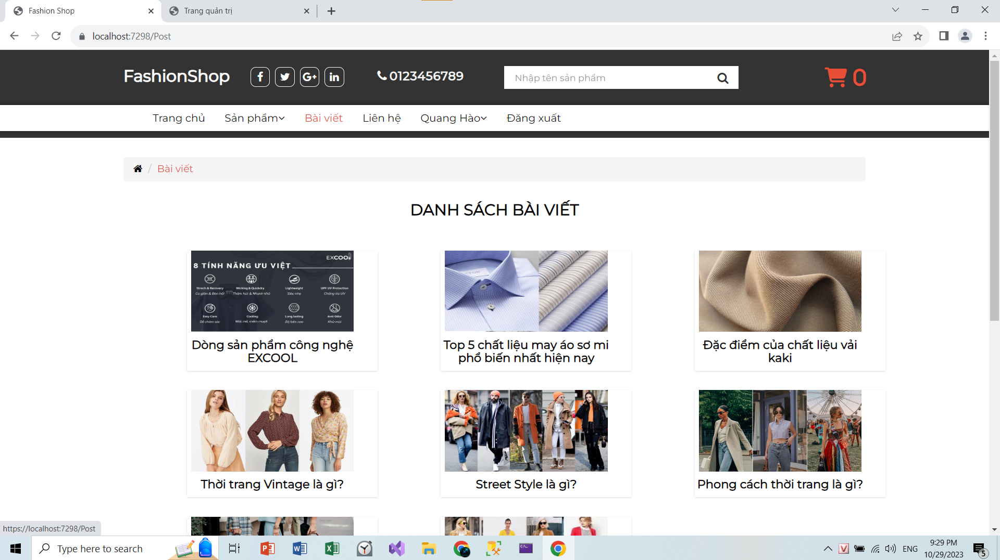 Fashion Shop
Trang quản trị
localhost:7298/Post
FashionShop
0123456789
Nhập tên sản phẩm
0
Trang chủ
Sản phẩm
Bài viết
Liên hệ
Quang Hào
Đăng xuất
/ Bài viết
DANH SÁCH BÀI VIẾT
EXCOOL
8 TÍNH NĂNG ƯU VIỆT
Strech & Recovery
Wicking & Quickdry
Lightweight
UPF UV Protection
Co giãn & Đàn hồi
Thấm hút & Nhanh khô
Siêu nhẹ
Chống tia UV
Easy Care
Cooling
Long lasting
Anti Odor
Dễ chăm sóc
Mát mẻ, mềm mượt
Độ bền cao
Khử mùi
Dòng sản phẩm công nghệ
EXCOOL
Top 5 chất liệu may áo sơ mi
phổ biến nhất hiện nay
Đặc điểm của chất liệu vải
kaki
Thời trang Vintage là gì?
Street Style là gì?
Phong cách thời trang là gì?
https://localhost:7298/Post
Type here to search
ENG
9:29 PM
10/29/2023
5